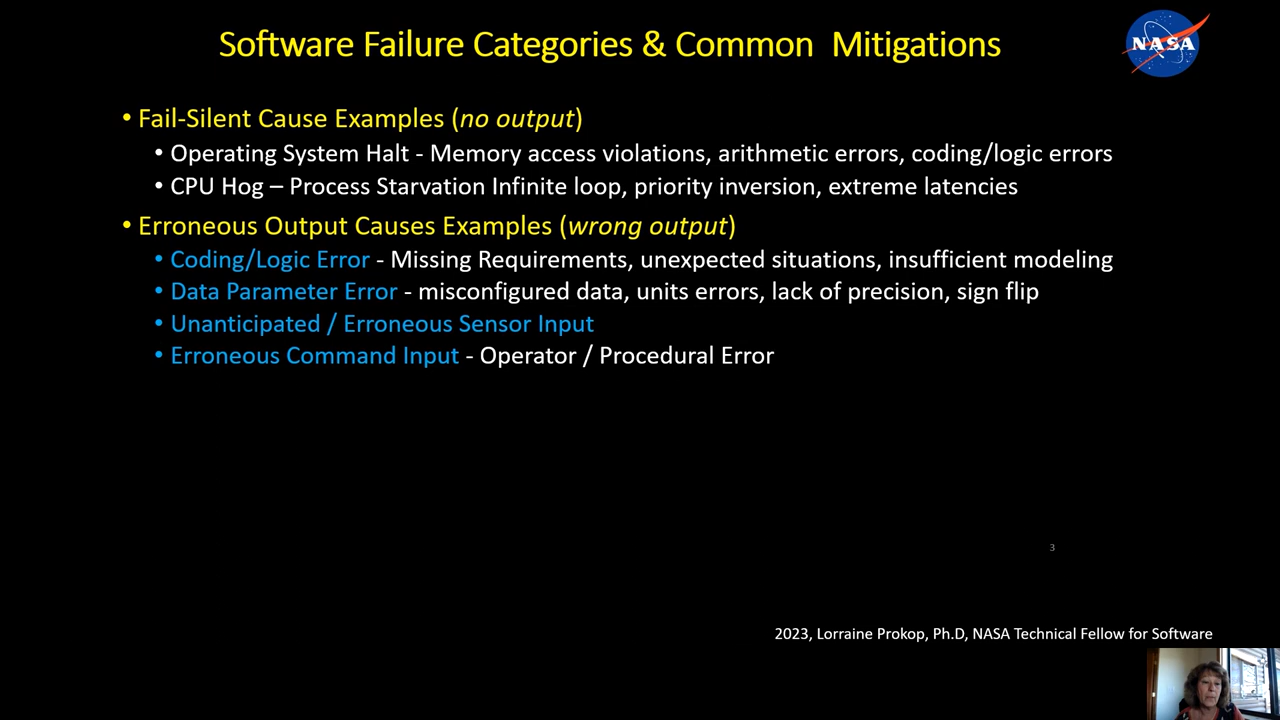 Software Failure Categories & Common  Mitigations
NASA
• Fail-Silent Cause Examples (no output)
• Operating System Halt - Memory access violations, arithmetic errors, coding/logic errors
• CPU Hog – Process Starvation Infinite loop, priority inversion, extreme latencies
• Erroneous Output Causes Examples (wrong output)
• Coding/Logic Error - Missing Requirements, unexpected situations, insufficient modeling
• Data Parameter Error - misconfigured data, units errors, lack of precision, sign flip
• Unanticipated / Erroneous Sensor Input
• Erroneous Command Input - Operator / Procedural Error
3
2023, Lorraine Prokop, Ph.D, NASA Technical Fellow for Software